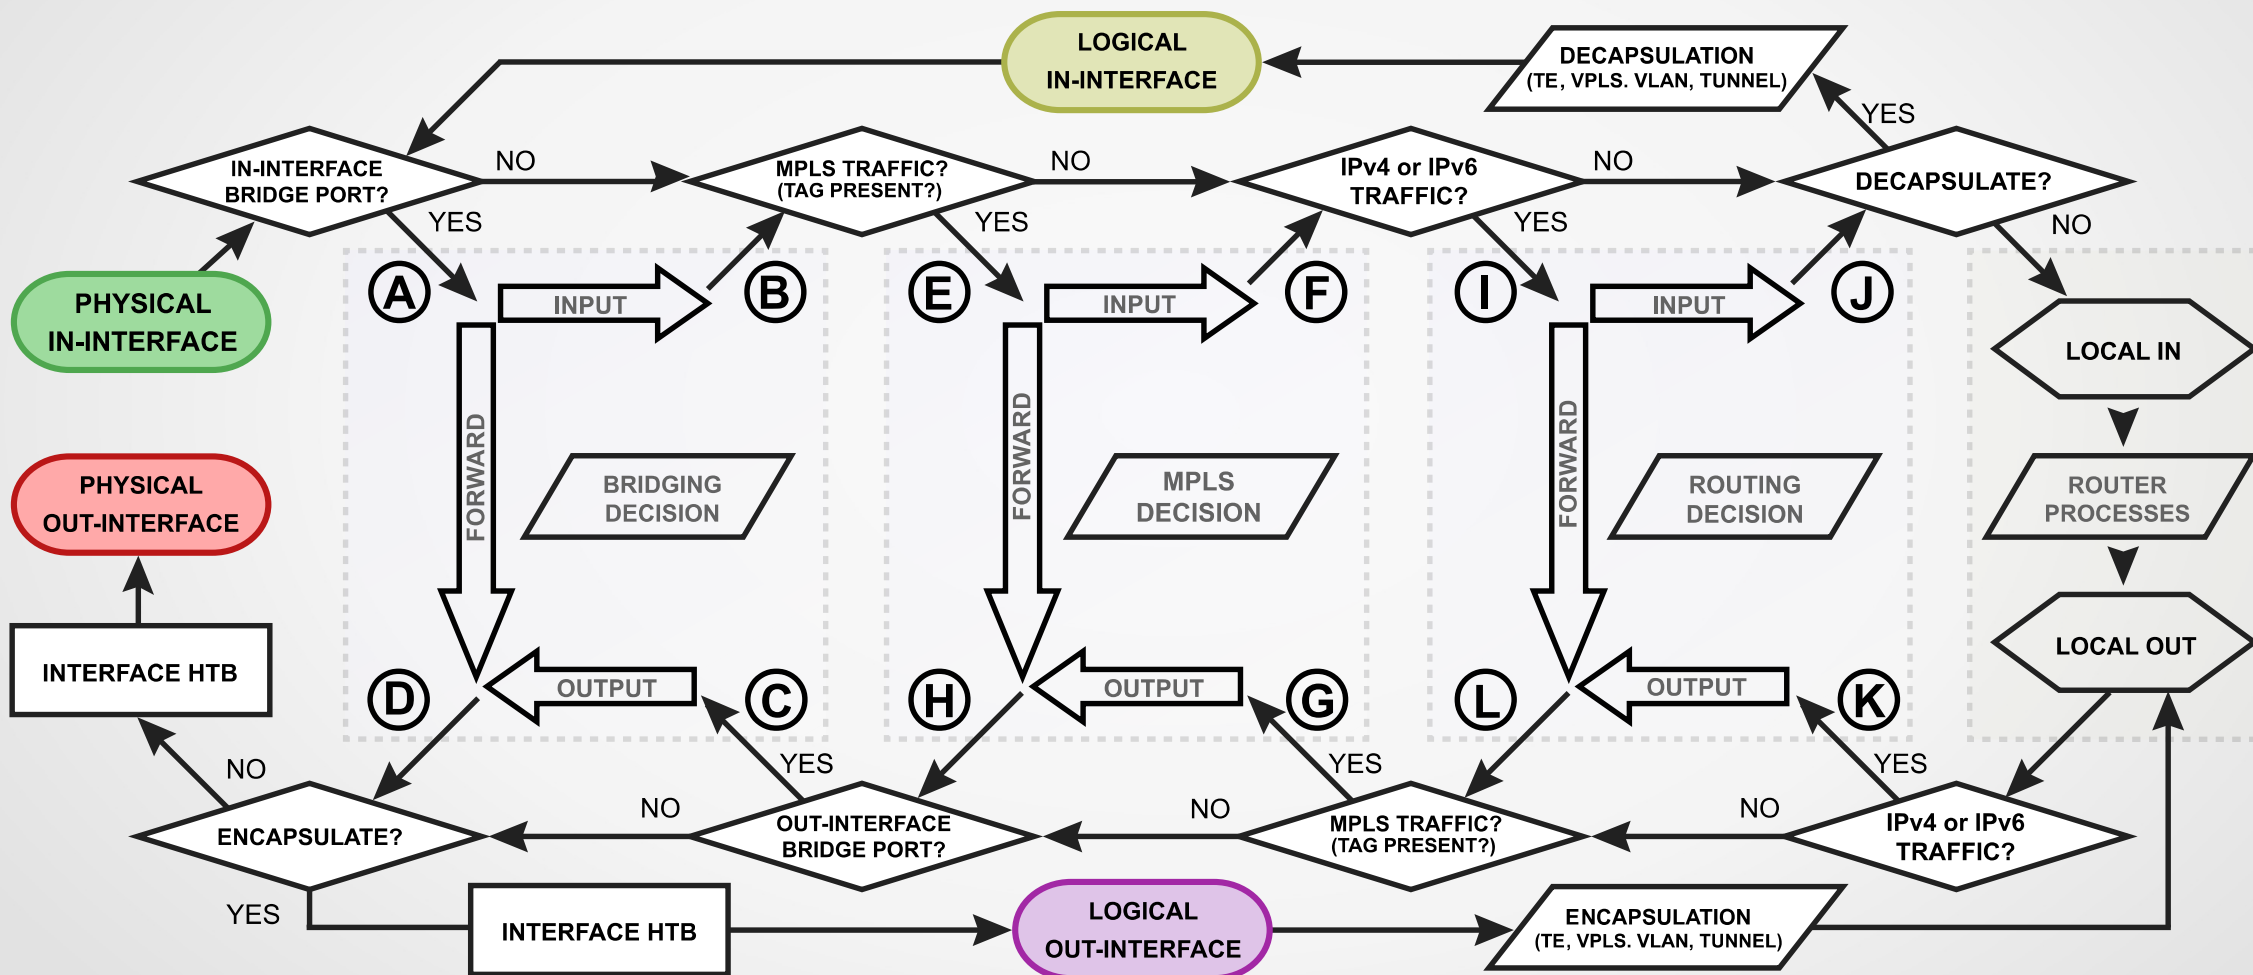 LOGICAL
IN-INTERFACE
DECAPSULATION
(TE, VPLS. VLAN, TUNNEL)
YES
IN-INTERFACE
BRIDGE PORT?
NO
MPLS TRAFFIC?
(TAG PRESENT?)
NO
IPv4 or IPv6
TRAFFIC?
NO
DECAPSULATE?
YES
YES
YES
NO
PHYSICAL
IN-INTERFACE
A
INPUT
B
E
INPUT
F
I
INPUT
J
LOCAL IN
FORWARD
BRIDGING
DECISION
FORWARD
MPLS
DECISION
FORWARD
ROUTING
DECISION
ROUTER
PROCESSES
PHYSICAL
OUT-INTERFACE
INTERFACE HTB
D
OUTPUT
C
H
OUTPUT
G
L
OUTPUT
K
LOCAL OUT
NO
YES
YES
YES
ENCAPSULATE?
NO
OUT-INTERFACE
BRIDGE PORT?
NO
MPLS TRAFFIC?
(TAG PRESENT?)
NO
IPv4 or IPv6
TRAFFIC?
YES
INTERFACE HTB
LOGICAL
OUT-INTERFACE
ENCAPSULATION
(TE, VPLS. VLAN, TUNNEL)